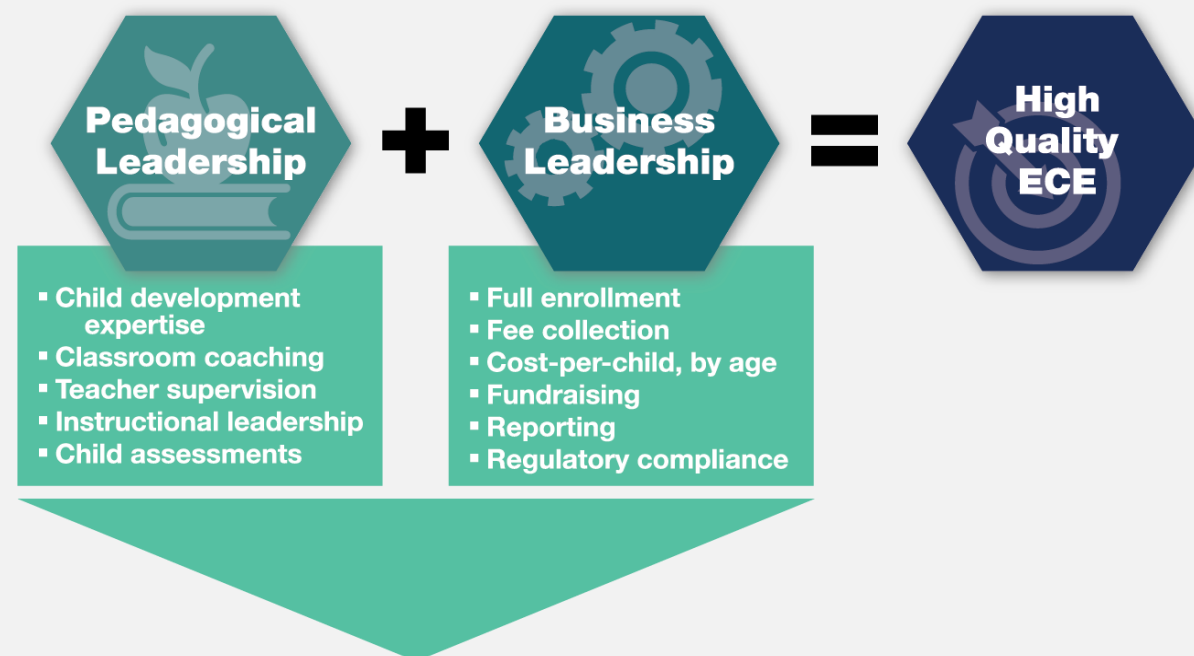 Pedagogical
Leadership
+
Business
Leadership
=
High
Quality
ECE
▪ Child development
expertise
▪ Classroom coaching
▪ Teacher supervision
▪ Instructional leadership
▪ Child assessments
▪ Full enrollment
▪ Fee collection
▪ Cost-per-child, by age
▪ Fundraising
▪ Reporting
▪ Regulatory compliance